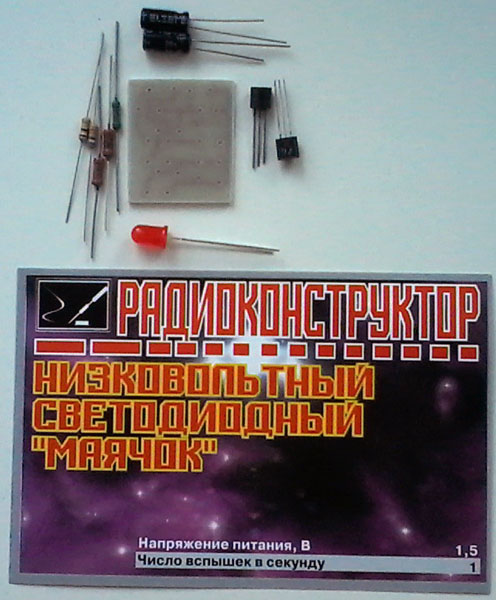 РАДИОКОНСТРУКТОР
НИЗКОВОЛЬТНЫЙ
СВЕТОДИОДНЫЙ
"МАЯЧОК"
Напряжение питания, В 1,5
Число вспышек в секунду 1